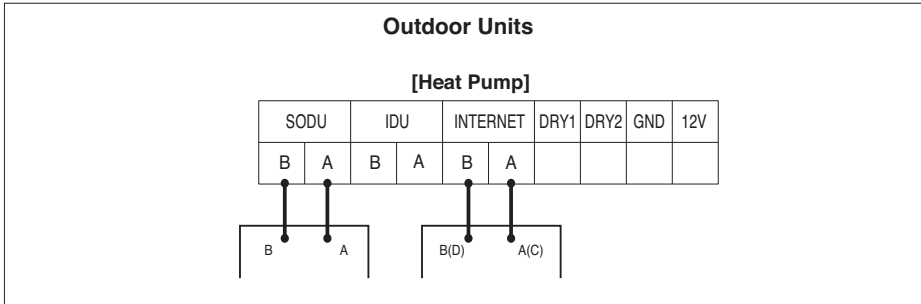 Outdoor Units
[Heat Pump]
SODU IDU INTERNET DRY1 DRY2 GND 12V
B A B A B A
B A B(D) A(C)